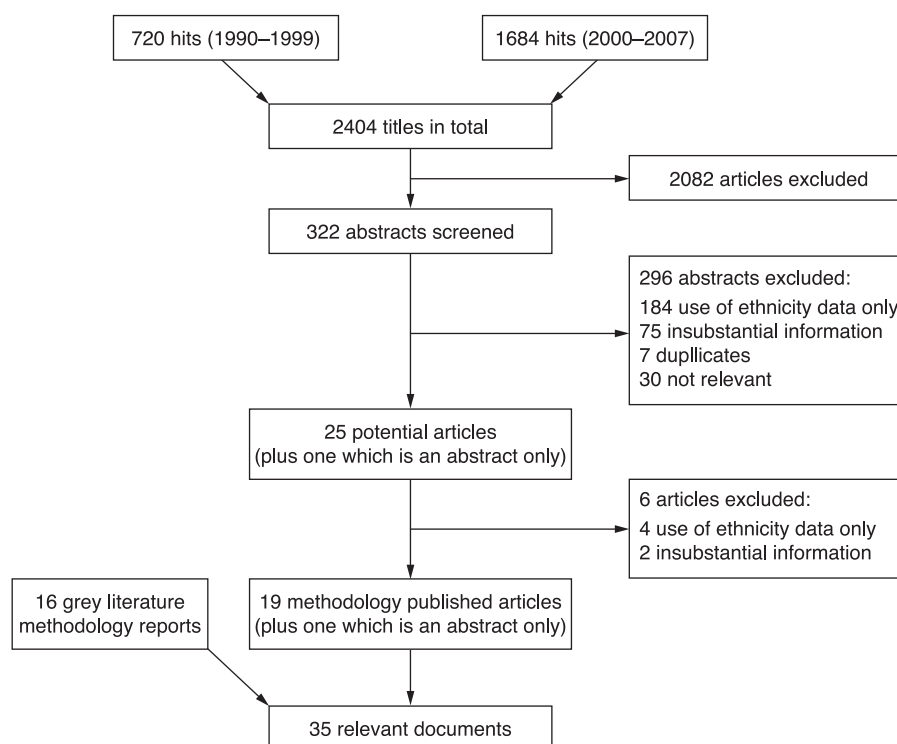 720 hits (1990–1999)
1684 hits (2000–2007)
2404 titles in total
2082 articles excluded
322 abstracts screened
296 abstracts excluded:
184 use of ethnicity data only
75 insubstantial information
7 dupllicates
30 not relevant
25 potential articles
(plus one which is an abstract only)
6 articles excluded:
4 use of ethnicity data only
2 insubstantial information
16 grey literature
methodology reports
19 methodology published articles
(plus one which is an abstract only)
35 relevant documents